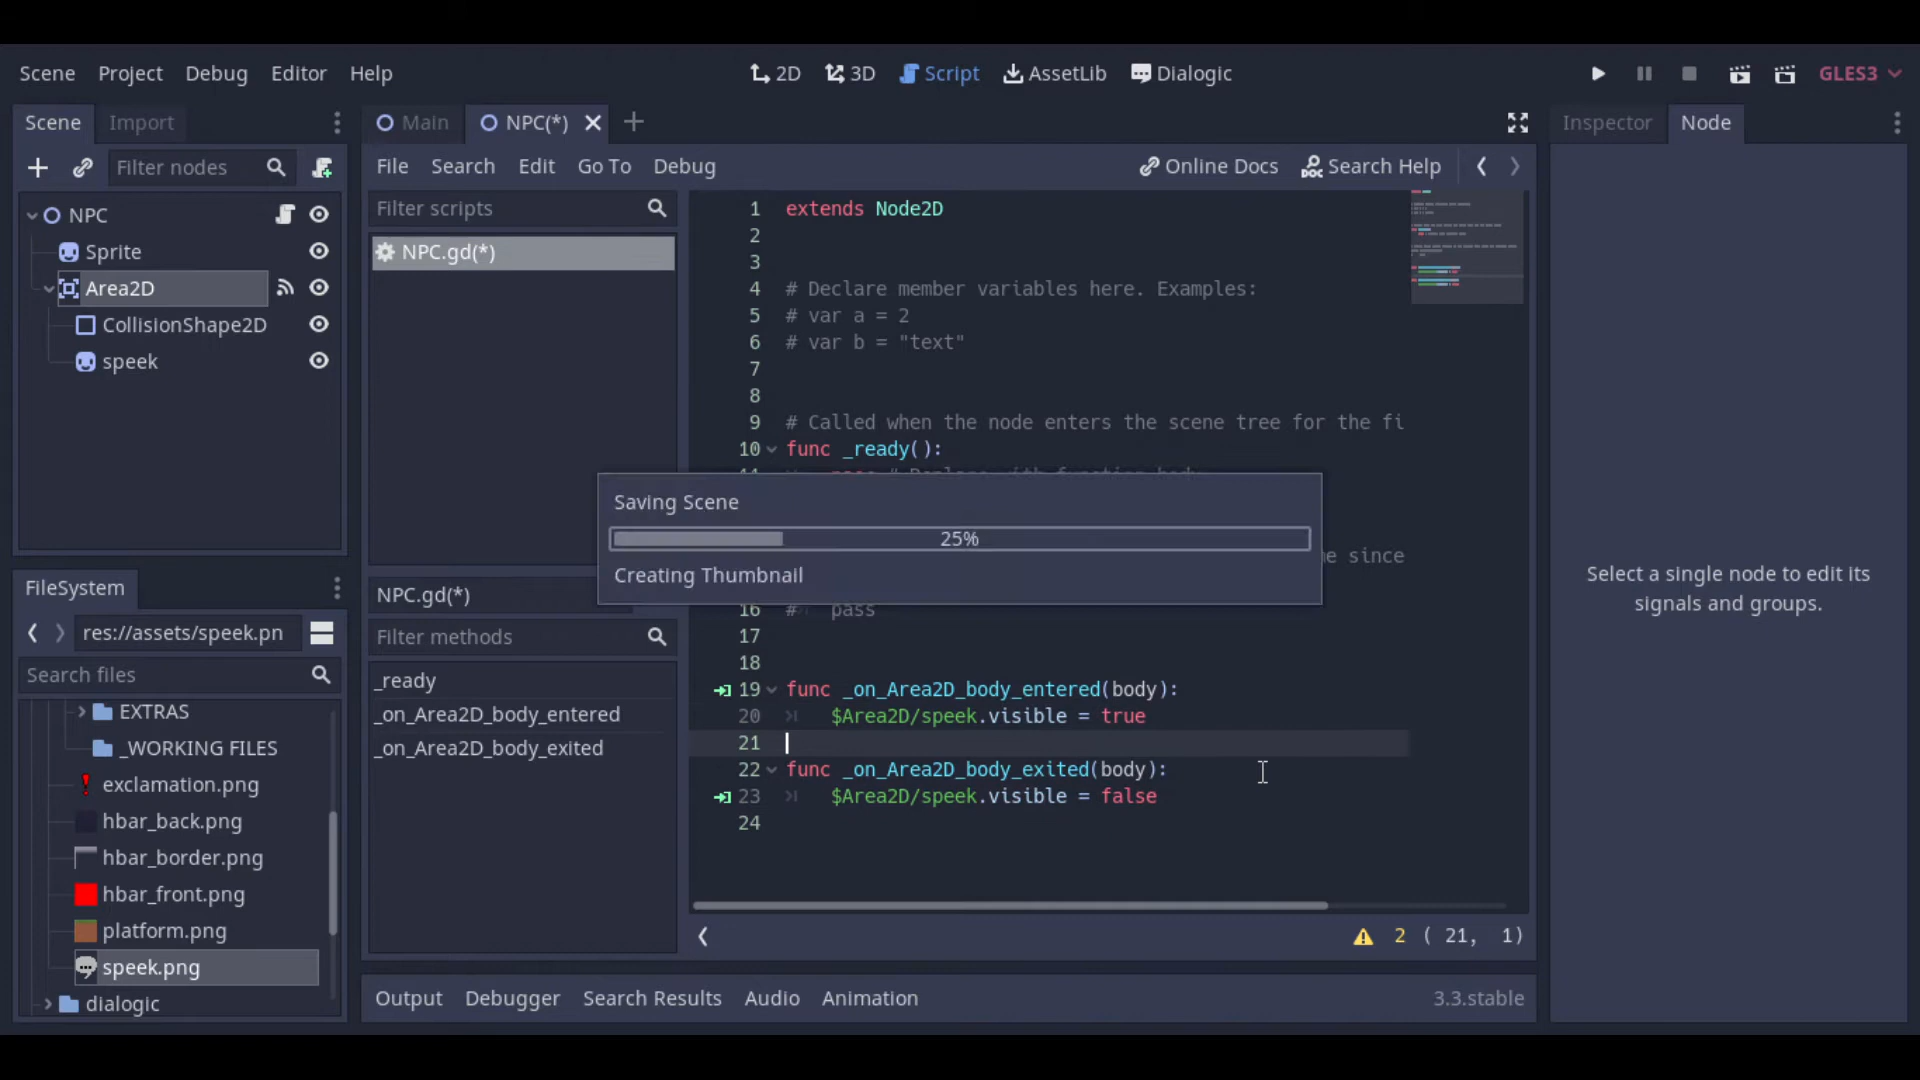 Scene Project Debug Editor Help
2D 3D Script AssetLib Dialogic
GLES3
Scene Import
Filter nodes
NPC
Sprite
Area2D
CollisionShape2D
speek
FileSystem
res://assets/speek.pn
Search files
EXTRAS
_WORKING FILES
exclamation.png
hbar_back.png
hbar_border.png
hbar_front.png
platform.png
speek.png
dialogic
Main NPC(*)
File Search Edit Go To Debug
Online Docs Search Help
Filter scripts
NPC.gd(*)
NPC.gd(*)
Filter methods
_ready
_on_Area2D_body_entered
_on_Area2D_body_exited
1 extends Node2D
2
3
4 # Declare member variables here. Examples:
5 # var a = 2
6 # var b = "text"
7
8
9 # Called when the node enters the scene tree for the fi
10 func _ready():
Saving Scene
25%
Creating Thumbnail
me since
16 # pass
17
18
19 func _on_Area2D_body_entered(body):
20 $Area2D/speek.visible = true
21
22 func _on_Area2D_body_exited(body):
23 $Area2D/speek.visible = false
24
2 ( 21, 1)
Output Debugger Search Results Audio Animation
3.3.stable
Inspector Node
Select a single node to edit its
signals and groups.